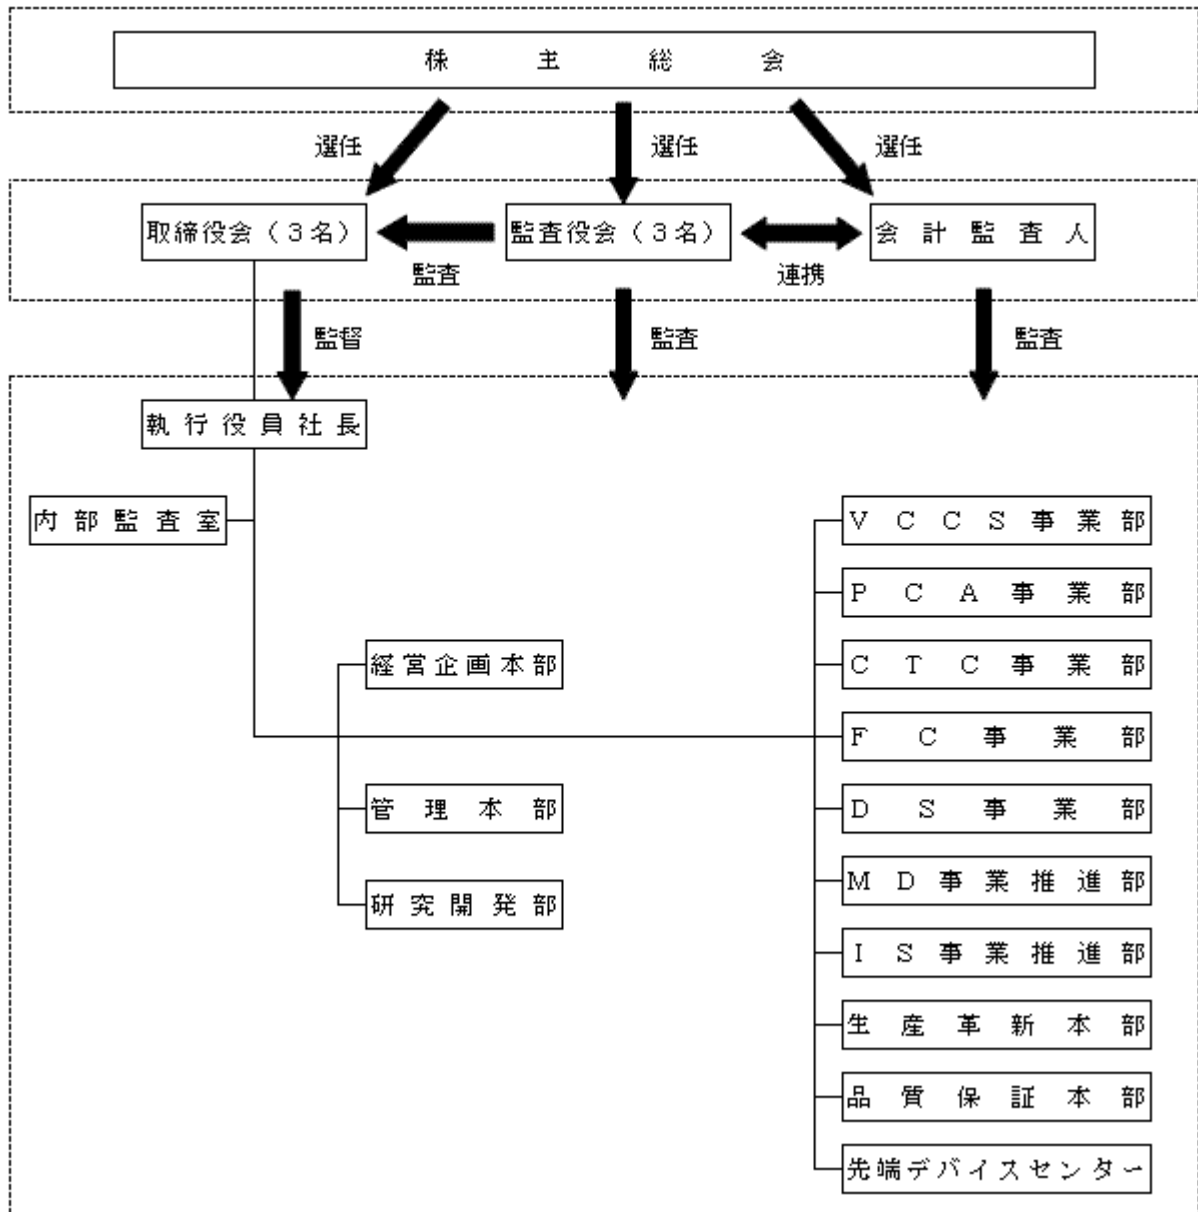 株主総会
選任
選任
選任
取締役会(3名)
監査役会(3名)
会計監査人
監査
連携
監督
監査
監査
執行役員社長
内部監査室
VCCS事業部
PCA事業部
経営企画本部
CTC事業部
FC事業部
管理本部
DS事業部
MD事業推進部
研究開発部
IS事業推進部
生産革新本部
品質保証本部
先端デバイスセンター